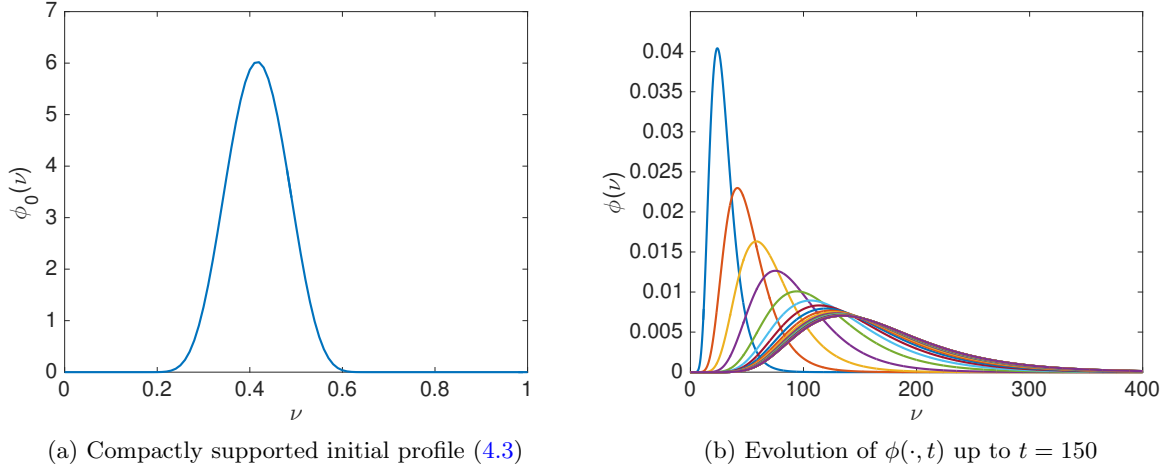 7
6
5
4
3
2
1
0
ϕ₀(ν)
0 0.2 0.4 0.6 0.8 1
ν
0.04
0.035
0.03
0.025
0.02
0.015
0.01
0.005
0
ϕ(ν)
0 100 200 300 400
ν
(a) Compactly supported initial profile (4.3)
(b) Evolution of ϕ(·, t) up to t = 150